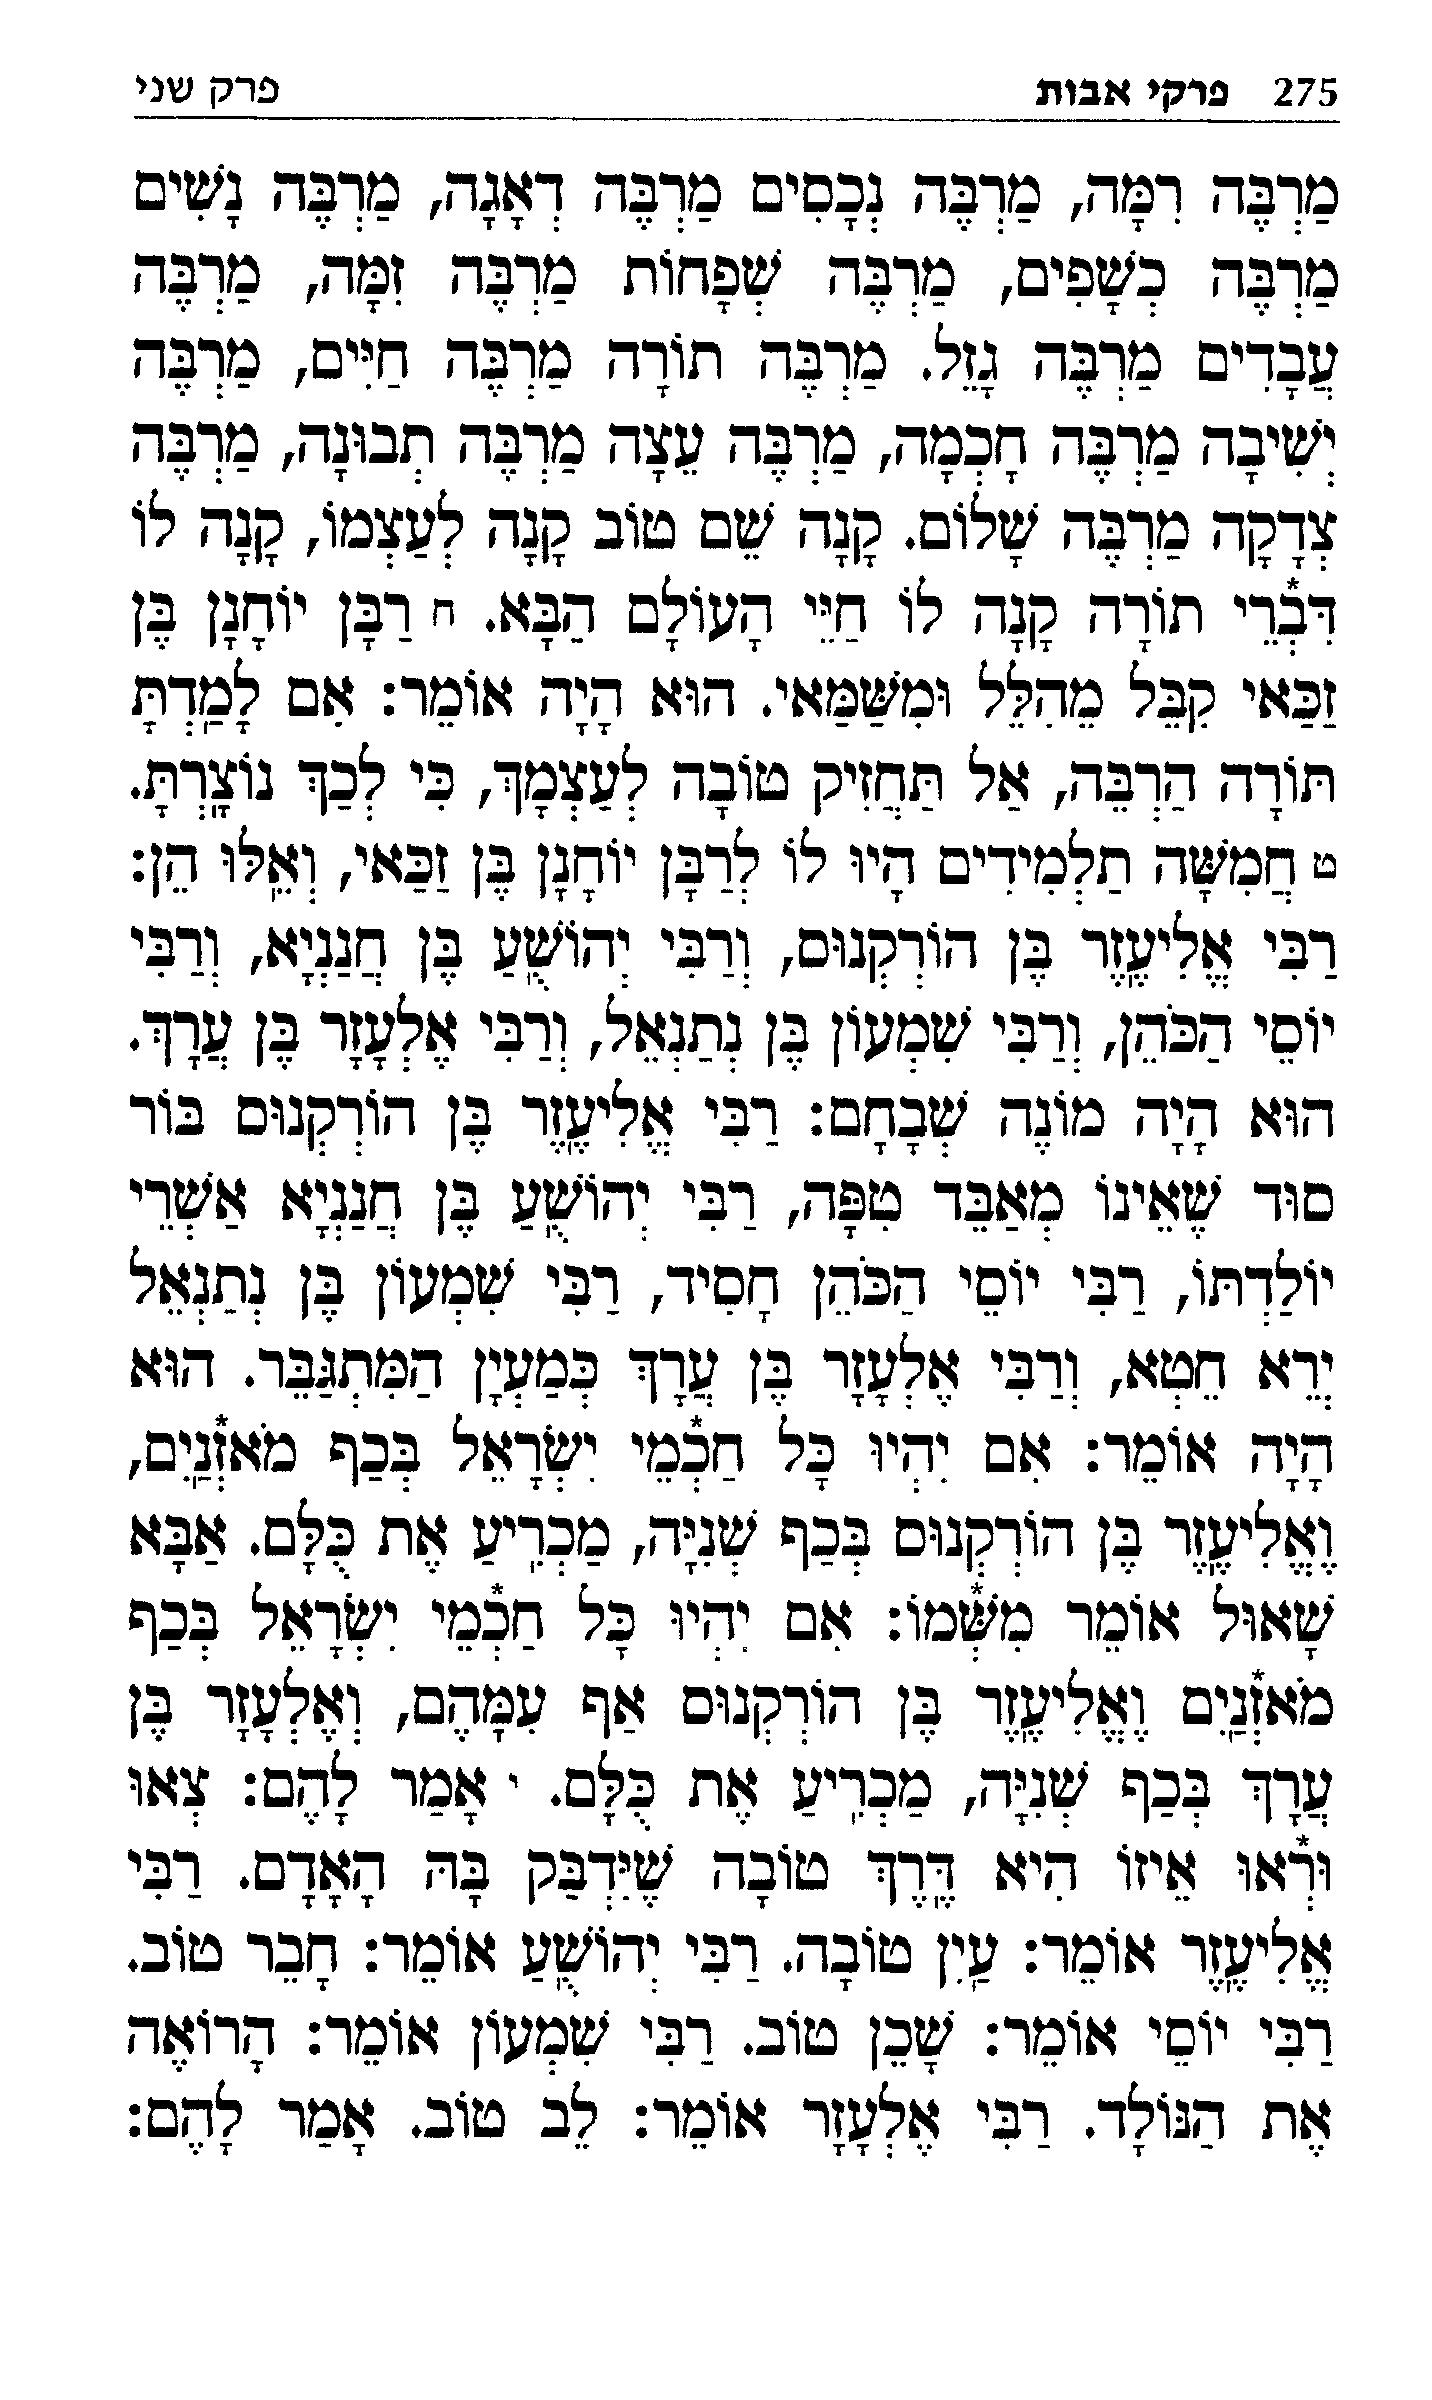 275 פרקי אבות פרק שני
מַרְבֶּה רִמָּה, מַרְבֶּה נְכָסִים מַרְבֶּה דְאָגָה, מַרְבֶּה נָשִׁים
מַרְבֶּה כְשָׁפִים, מַרְבֶּה שְׁפָחוֹת מַרְבֶּה זִמָּה, מַרְבֶּה
עֲבָדִים מַרְבֶּה גָזֵל. מַרְבֶּה תוֹרָה מַרְבֶּה חַיִּים, מַרְבֶּה
יְשִׁיבָה מַרְבֶּה חָכְמָה, מַרְבֶּה עֵצָה מַרְבֶּה תְבוּנָה, מַרְבֶּה
צְדָקָה מַרְבֶּה שָׁלוֹם. קָנָה שֵׁם טוֹב קָנָה לְעַצְמוֹ, קָנָה לוֹ
דִּבְ*רֵי תוֹרָה קָנָה לוֹ חַיֵּי הָעוֹלָם הַבָּא. ח רַבָּן יוֹחָנָן בֶּן
זַכַּאי קִבֵּל מֵהִלֵּל וּמִשַּׁמַּאי. הוּא הָיָה אוֹמֵר: אִם לָמַֽדְתָּ
תּוֹרָה הַרְבֵּה, אַל תַּחֲזִיק טוֹבָה לְעַצְמָךְ, כִּי לְכַךְ נוֹצָֽרְתָּ.
ט חֲמִשָּׁה תַלְמִידִים הָיוּ לוֹ לְרַבָּן יוֹחָנָן בֶּן זַכַּאי, וְאֵֽלּוּ הֵן:
רַבִּי אֱלִיעֶֽזֶר בֶּן הוֹרְקְנוּס, וְרַבִּי יְהוֹשֻֽׁעַ בֶּן חֲנַנְיָא, וְרַבִּי
יוֹסֵי הַכֹּהֵן, וְרַבִּי שִׁמְעוֹן בֶּן נְתַנְאֵל, וְרַבִּי אֶלְעָזָר בֶּן עֲרָךְ.
הוּא הָיָה מוֹנֶה שְׁבָחָם: רַבִּי אֱלִיעֶֽזֶר בֶּן הוֹרְקְנוּס בּוֹר
סוּד שֶׁאֵינוֹ מְאַבֵּד טִפָּה, רַבִּי יְהוֹשֻֽׁעַ בֶּן חֲנַנְיָא אַשְׁרֵי
יוֹלַדְתּוֹ, רַבִּי יוֹסֵי הַכֹּהֵן חָסִיד, רַבִּי שִׁמְעוֹן בֶּן נְתַנְאֵל
יְרֵא חֵטְא, וְרַבִּי אֶלְעָזָר בֶּן עֲרָךְ כְּמַעְיָן הַמִּתְגַּבֵּר. הוּא
הָיָה אוֹמֵר: אִם יִהְיוּ כָּל חַכְ*מֵי יִשְׂרָאֵל בְּכַף מֹאזְ*נַֽיִם,
וֶאֱלִיעֶֽזֶר בֶּן הוֹרְקְנוּס בְּכַף שְׁנִיָּה, מַכְרִֽיעַ אֶת כֻּלָּם. אַבָּא
שָׁאוּל אוֹמֵר מִשְּׁ*מוֹ: אִם יִהְיוּ כָּל חַכְ*מֵי יִשְׂרָאֵל בְּכַף
מֹאזְ*נַֽיִם וֶאֱלִיעֶֽזֶר בֶּן הוֹרְקְנוּס אַף עִמָּהֶם, וְאֶלְעָזָר בֶּן
עֲרָךְ בְּכַף שְׁנִיָּה, מַכְרִֽיעַ אֶת כֻּלָּם. י אָמַר לָהֶם: צְאוּ
וּרְ*אוּ אֵיזוֹ הִיא דֶּֽרֶךְ טוֹבָה שֶׁיִּדְבַּק בָּהּ הָאָדָם. רַבִּי
אֱלִיעֶֽזֶר אוֹמֵר: עַֽיִן טוֹבָה. רַבִּי יְהוֹשֻֽׁעַ אוֹמֵר: חָבֵר טוֹב.
רַבִּי יוֹסֵי אוֹמֵר: שָׁכֵן טוֹב. רַבִּי שִׁמְעוֹן אוֹמֵר: הָרוֹאֶה
אֶת הַנּוֹלָד. רַבִּי אֶלְעָזָר אוֹמֵר: לֵב טוֹב. אָמַר לָהֶם: